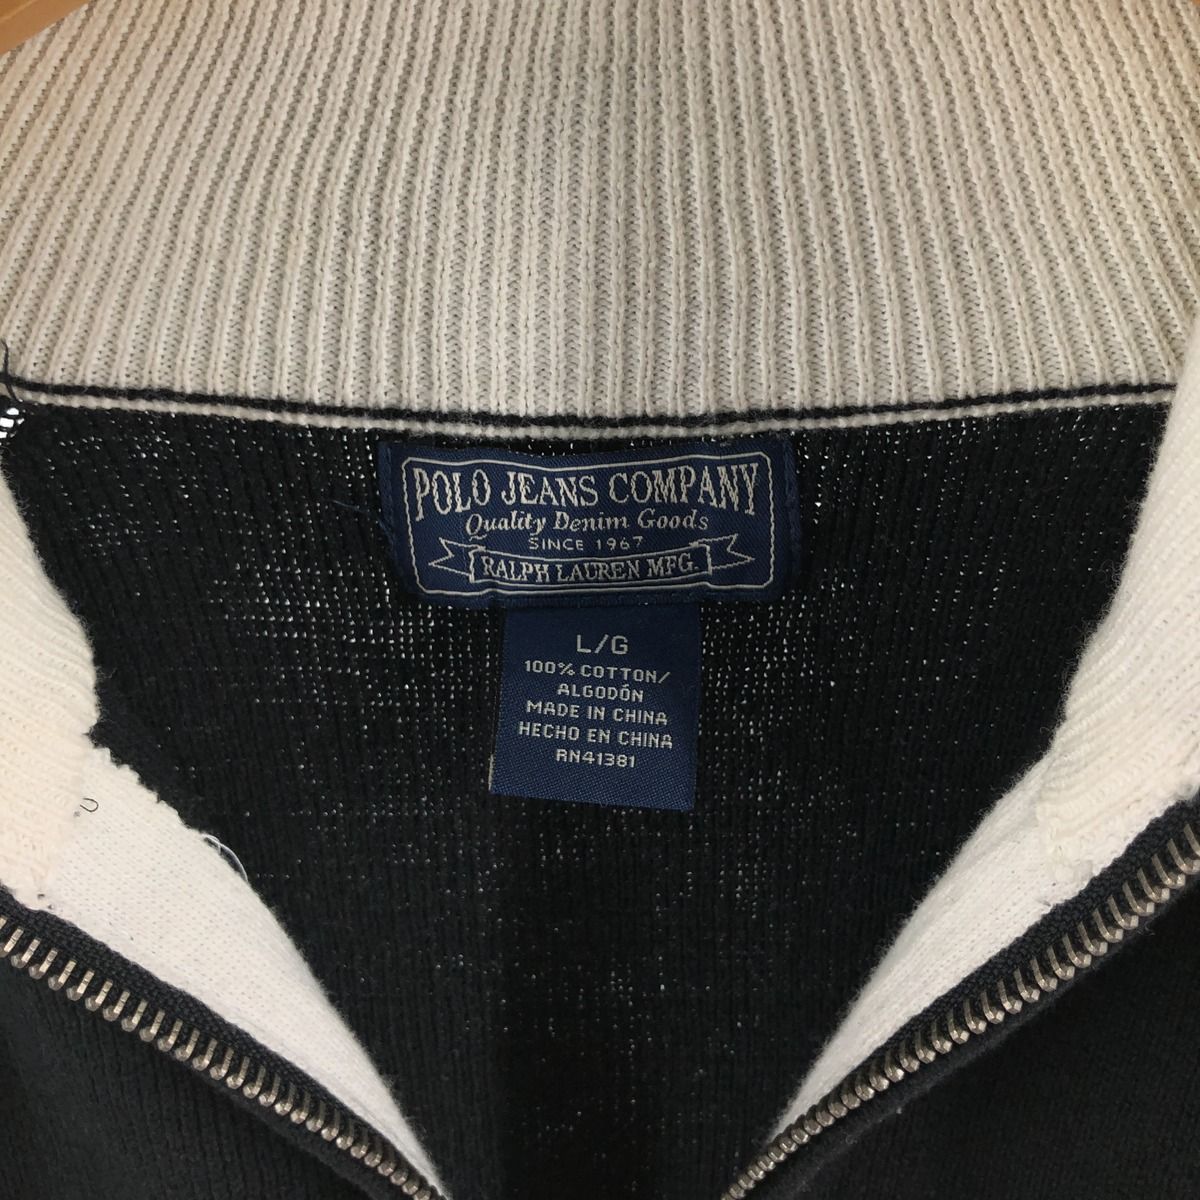 POLO JEANS COMPANY
Quality Denim Goods
SINCE 1967
RALPH LAUREN MFG.
L/G
100% COTTON/
ALGODÓN
MADE IN CHINA
HECHO EN CHINA
RN41381